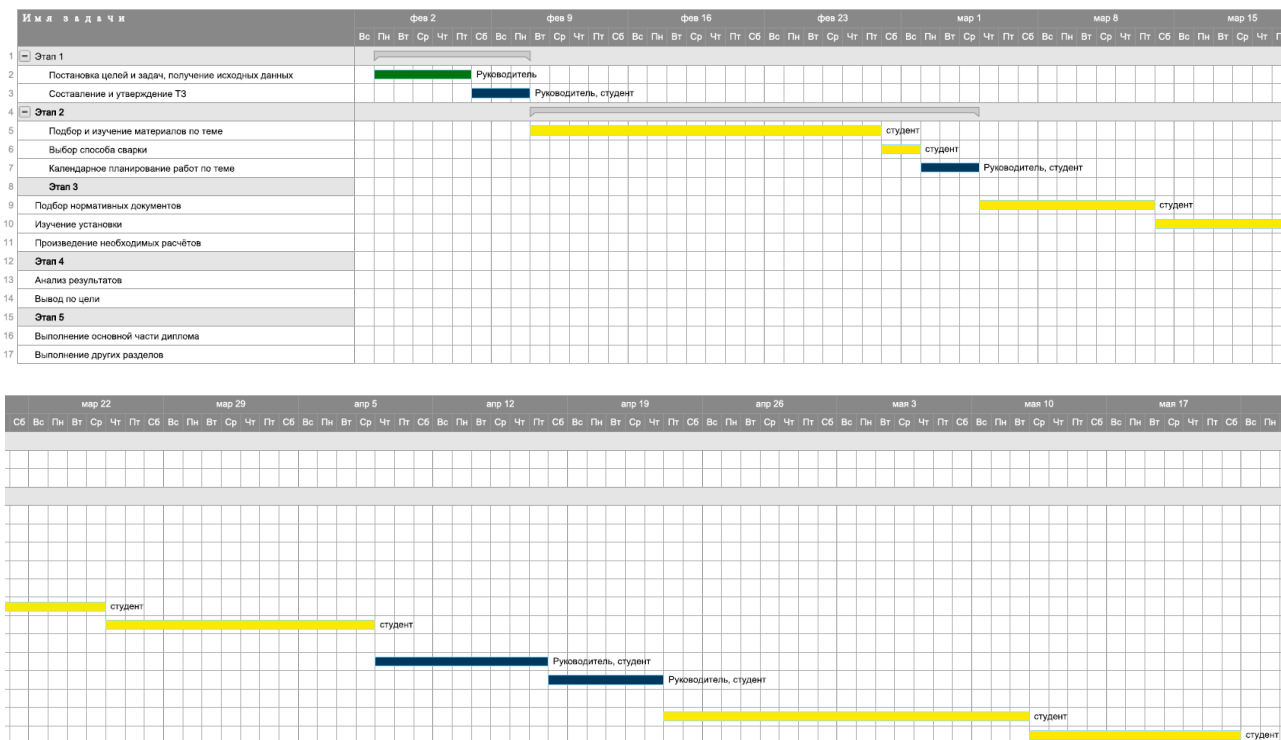 Имя задачи
фев 2 фев 9 фев 16 фев 23 мар 1 мар 8 мар 15
Вс Пн Вт Ср Чт Пт Сб Вс Пн Вт Ср Чт Пт Сб Вс Пн Вт Ср Чт Пт Сб Вс Пн Вт Ср Чт Пт Сб Вс Пн Вт Ср Чт Пт Сб Вс Пн Вт Ср Чт Пт Сб Вс Пн Вт Ср Чт
1 Этап 1
2 Постановка целей и задач, получение исходных данных Руководитель
3 Составление и утверждение ТЗ Руководитель, студент
4 Этап 2
5 Подбор и изучение материалов по теме студент
6 Выбор способа сварки студент
7 Календарное планирование работ по теме Руководитель, студент
8 Этап 3
9 Подбор нормативных документов студент
10 Изучение установки
11 Произведение необходимых расчётов
12 Этап 4
13 Анализ результатов
14 Вывод по цели
15 Этап 5
16 Выполнение основной части диплома
17 Выполнение других разделов
мар 22 мар 29 апр 5 апр 12 апр 19 апр 26 мая 3 мая 10 мая 17
Сб Вс Пн Вт Ср Чт Пт Сб Вс Пн Вт Ср Чт Пт Сб Вс Пн Вт Ср Чт Пт Сб Вс Пн Вт Ср Чт Пт Сб Вс Пн Вт Ср Чт Пт Сб Вс Пн Вт Ср Чт Пт Сб Вс Пн Вт Ср Чт Пт Сб Вс Пн Вт Ср Чт Пт Сб Вс Пн Вт Ср Чт Пт Сб Вс Пн
студент
студент
Руководитель, студент
Руководитель, студент
студент
студент